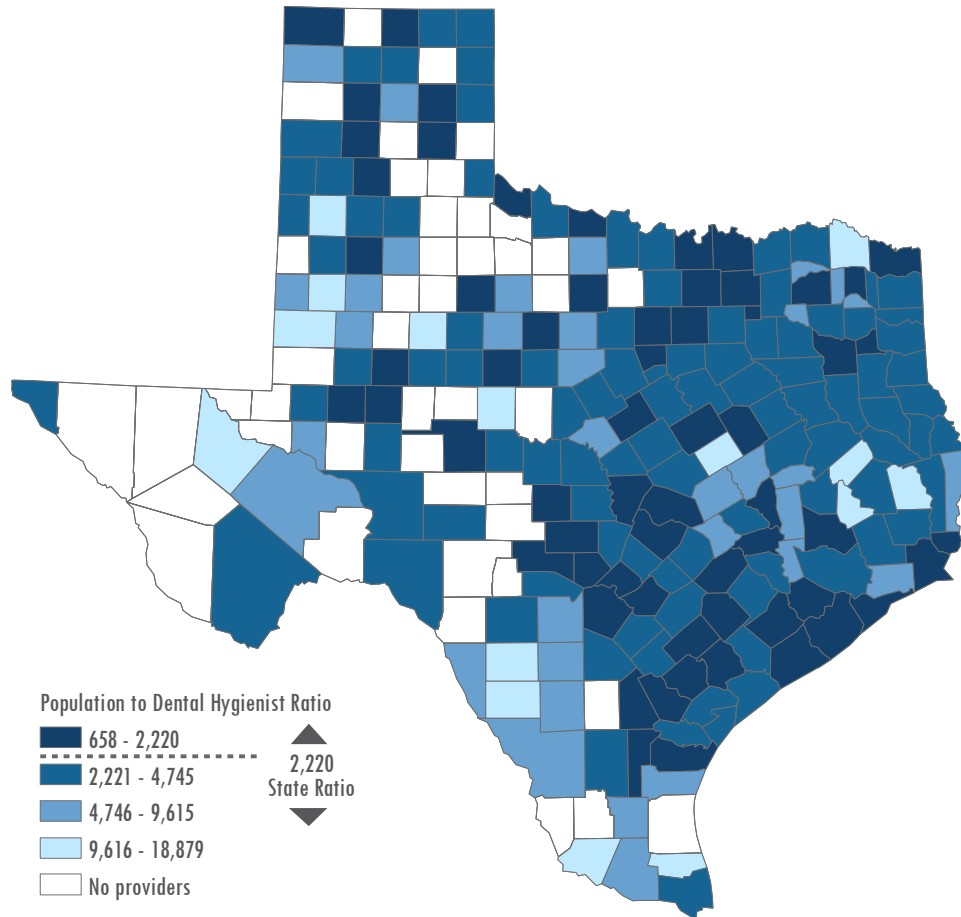 Population to Dental Hygienist Ratio
658 - 2,220
2,221 - 4,745
4,746 - 9,615
9,616 - 18,879
No providers
2,220
State Ratio